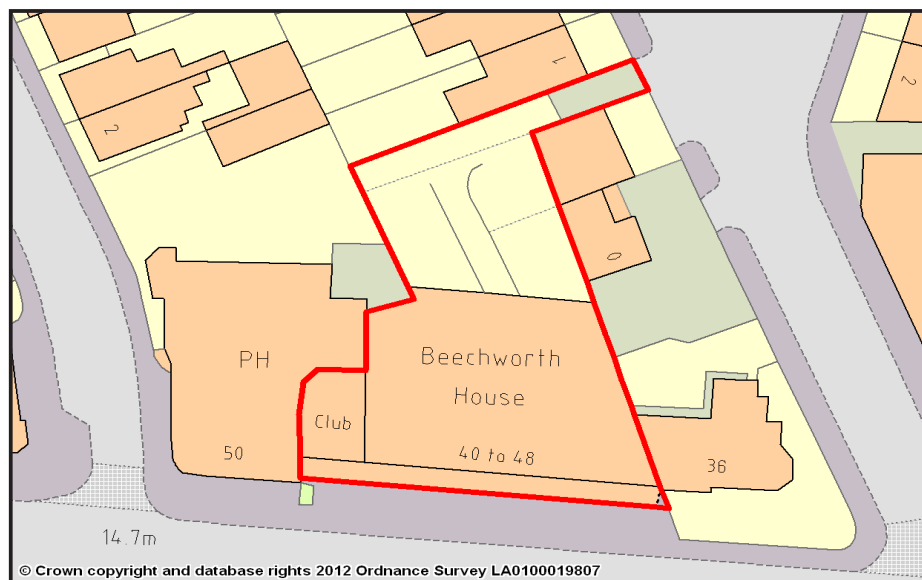 1
2
2
0
PH
Beechworth
House
Club
50
40 to 48
36
14.7m
© Crown copyright and database rights 2012 Ordnance Survey LA0100019807